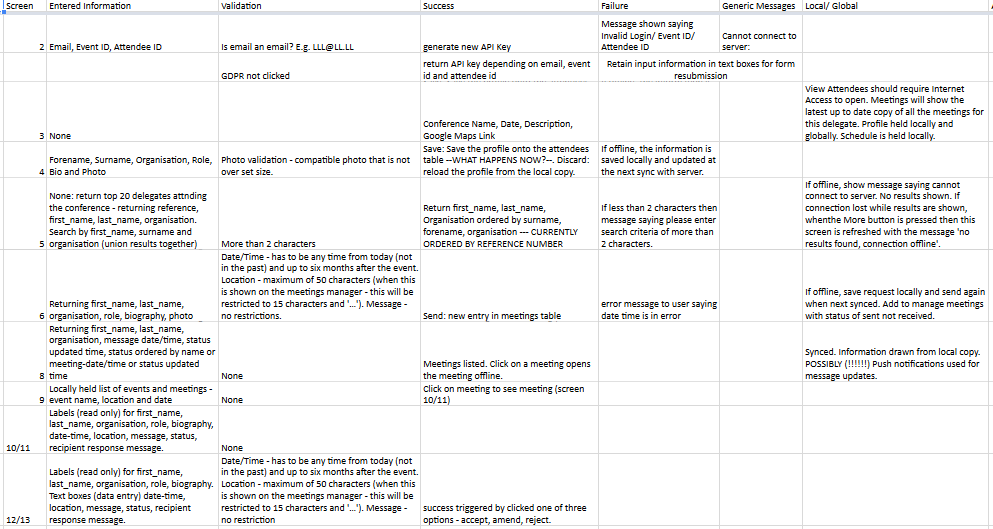 Screen Entered Information Validation Success Failure Generic Messages Local/ Global
2 Email, Event ID, Attendee ID
Is email an email? E.g. LLL@LL.LL
generate new API Key
Message shown saying
Invalid Login/ Event ID/
Attendee ID
Cannot connect to
server:
GDPR not clicked
return API key depending on email, event
id and attendee id
Retain input information in text boxes for form
resubmission
3 None
Conference Name, Date, Description,
Google Maps Link
View Attendees should require Internet
Access to open. Meetings will show the
latest up to date copy of all the meetings for
this delegate. Profile held locally and
globally. Schedule is held locally.
4 Forename, Surname, Organisation, Role,
Bio and Photo
Photo validation - compatible photo that is not
over set size.
Save: Save the profile onto the attendees
table --WHAT HAPPENS NOW?--. Discard:
reload the profile from the local copy.
If offline, the information is
saved locally and updated at
the next sync with server.
5 None: return top 20 delegates attnding
the conference - returning reference,
first_name, last_name, organisation.
Search by first_name, surname and
organisation (union results together)
More than 2 characters
Return first_name, last_name,
Organisation ordered by surname,
forename, organisation --- CURRENTLY
ORDERED BY REFERENCE NUMBER
If less than 2 characters then
message saying please enter
search critera of more than
2 characters.
If offline, show message saying cannot
connect to server. No results shown. If
connection lost while results are shown,
whenthe More button is pressed then this
screen is refreshed with the message 'no
results found, connection offline'.
6 Returning first_name, last_name,
organisation, role, biography, photo
Date/Time - has to be any time from today (not
in the past) and up to six months after the event.
Location - maximum of 50 characters (when this
is shown on the meetings manager - this will be
restricted to 15 characters and '...'). Message -
no restrictions.
Send: new entry in meetings table
error message to user saying
date time is in error
If offline, save request locally and send again
when next synced. Add to manage meetings
with status of sent not received.
8 Returning first_name, last_name,
organisation, message date/time, status
updated time, status ordered by name or
meeting-date/time or status updated
time
None
Meetings listed. Click on a meeting opens
the meeting offline.
Synced. Information drawn from local copy.
POSSIBLY (!!!!!!) Push notifications used for
message updates.
9 Locally held list of events and meetings -
event name, location and date
None
Click on meeting to see meeting (screen
10/11)
10/11 Labels (read only) for first_name,
last_name, organisation, role, biography,
date-time, location, message, status,
recipient response message.
None
12/13 Labels (read only) for first_name,
last_name, organisation, role, biography.
Text boxes (data entry) date-time,
location, message, status, recipient
response message.
Date/Time - has to be any time from today (not
in the past) and up to six months after the event.
Location - maximum of 50 characters (when this
is shown on the meetings manager - this will be
restricted to 15 characters and '...'). Message -
no restriction
success triggered by clicked one of three
options - accept, amend, reject.